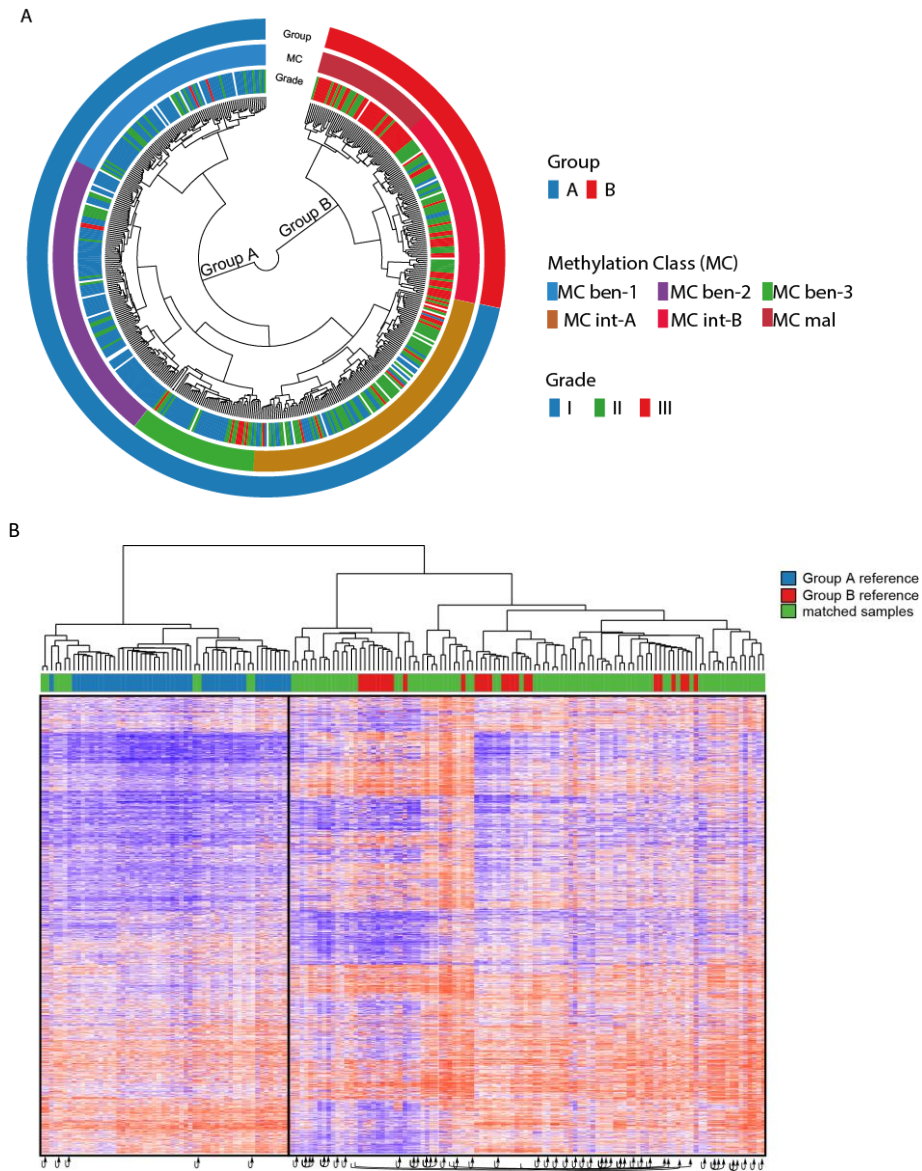 A
Group
MC
Grade
Group A
Group B
Group
A B
Methylation Class (MC)
MC ben-1 MC ben-2 MC ben-3
MC int-A MC int-B MC mal
Grade
I II III
B
Group A reference
Group B reference
matched samples